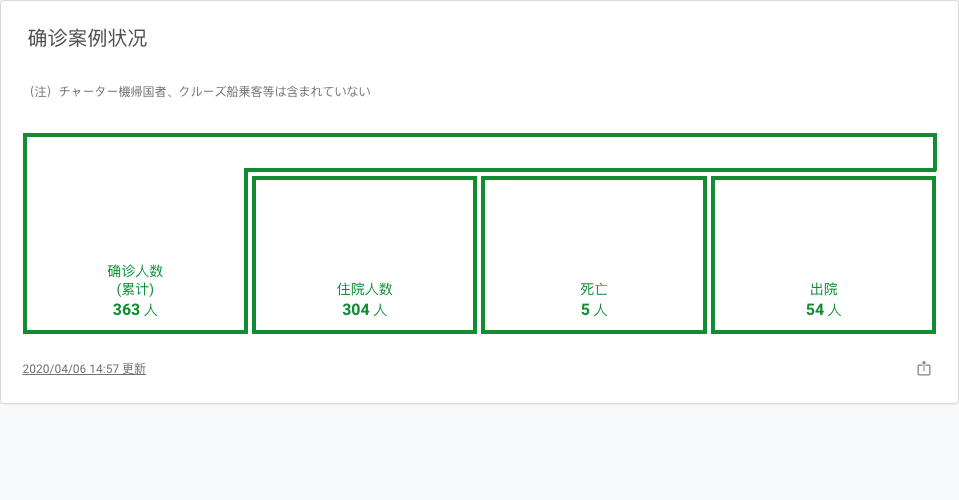 确诊案例状况
（注）チャーター機帰国者、クルーズ船乗客等は含まれていない
确诊人数
(累计)
363 人
住院人数
304 人
死亡
5 人
出院
54 人
2020/04/06 14:57 更新